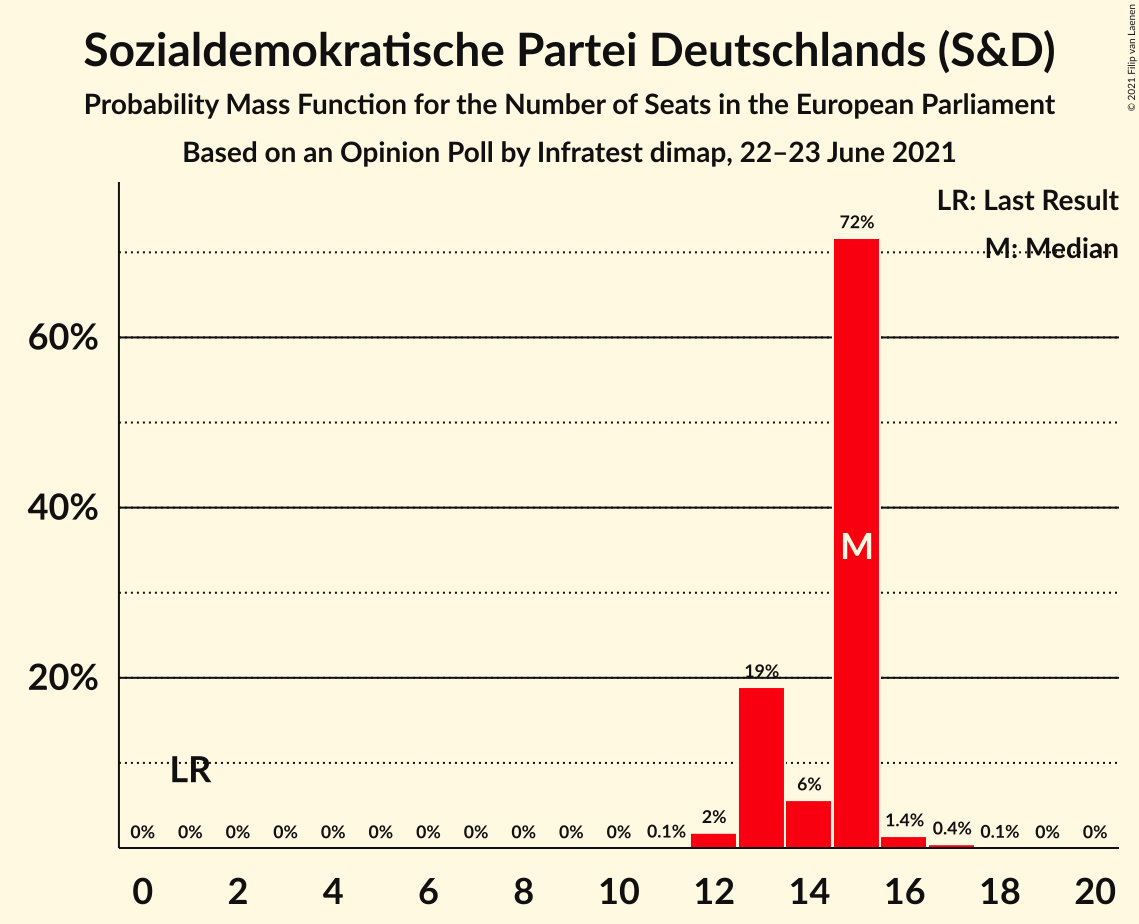 Sozialdemokratische Partei Deutschlands (S&D)
Probability Mass Function for the Number of Seats in the European Parliament
Based on an Opinion Poll by Infratest dimap, 22–23 June 2021
© 2021 Filip van Laenen
LR: Last Result
M: Median
72%
60%
40%
M
20%
19%
LR
6%
0% 0% 0% 0% 0% 0% 0% 0% 0% 0% 0% 0.1% 2% 1.4% 0.4% 0.1% 0% 0%
0 2 4 6 8 10 12 14 16 18 20